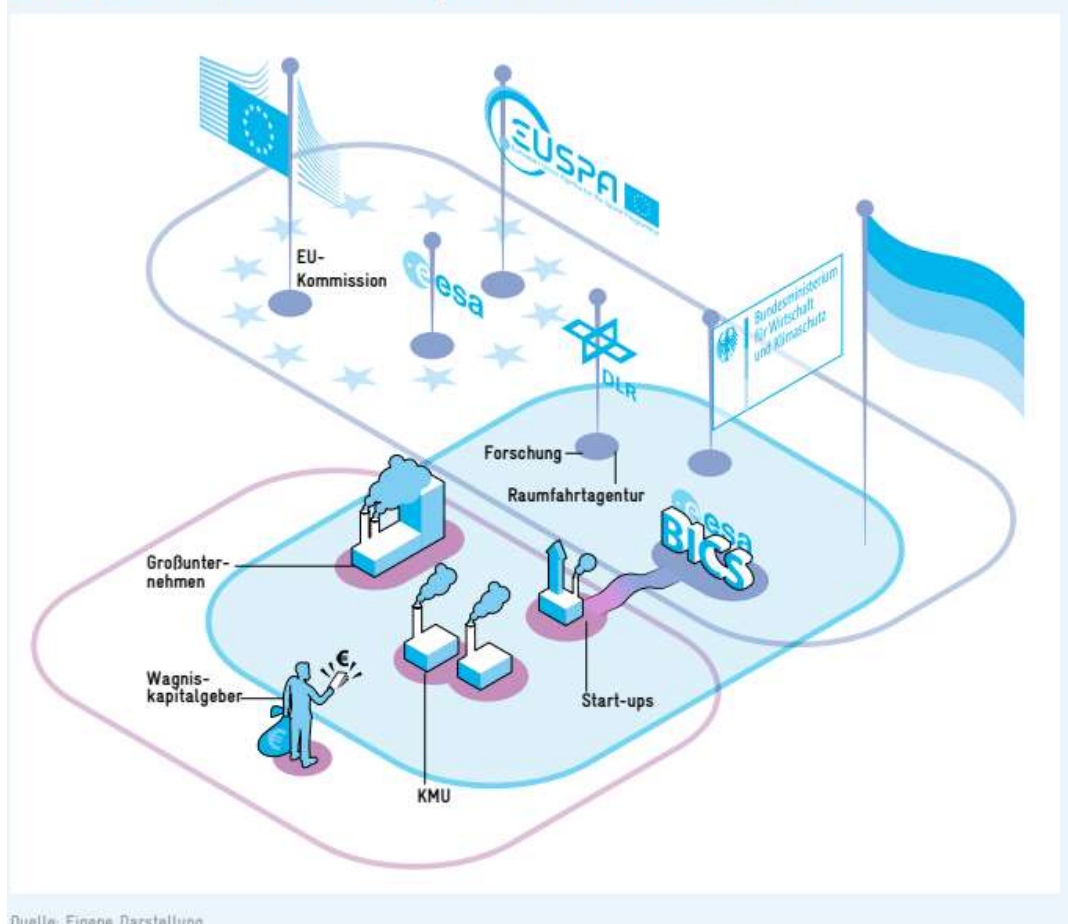 EUSPA
EU-
Kommission
esa
Bundesministerium
für Wirtschaft
und Klimaschutz
DLR
Forschung
Raumfahrtagentur
esa
BICS
Großunter-
nehmen
Wagnis-
kapitalgeber
€
€
Start-ups
KMU
Quelle: Eigene Darstellung